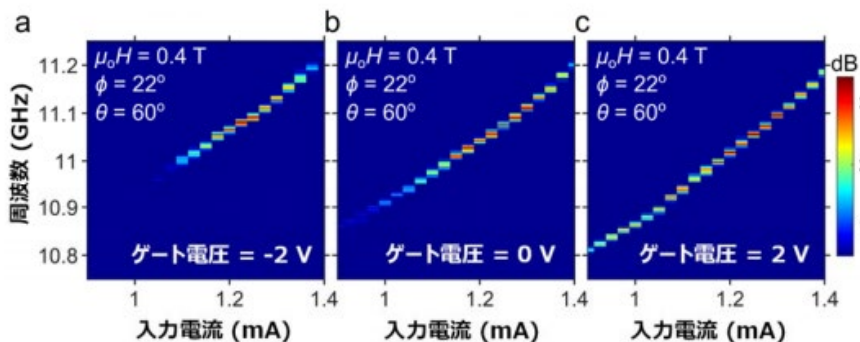 a
μ₀H = 0.4 T
ϕ = 22°
θ = 60°
ゲート電圧 = -2 V
b
μ₀H = 0.4 T
ϕ = 22°
θ = 60°
ゲート電圧 = 0 V
c
μ₀H = 0.4 T
ϕ = 22°
θ = 60°
ゲート電圧 = 2 V
dB
周波数 (GHz)
11.2
11.1
11
10.9
10.8
1 1.2 1.4
1 1.2 1.4
1 1.2 1.4
入力電流 (mA)
入力電流 (mA)
入力電流 (mA)